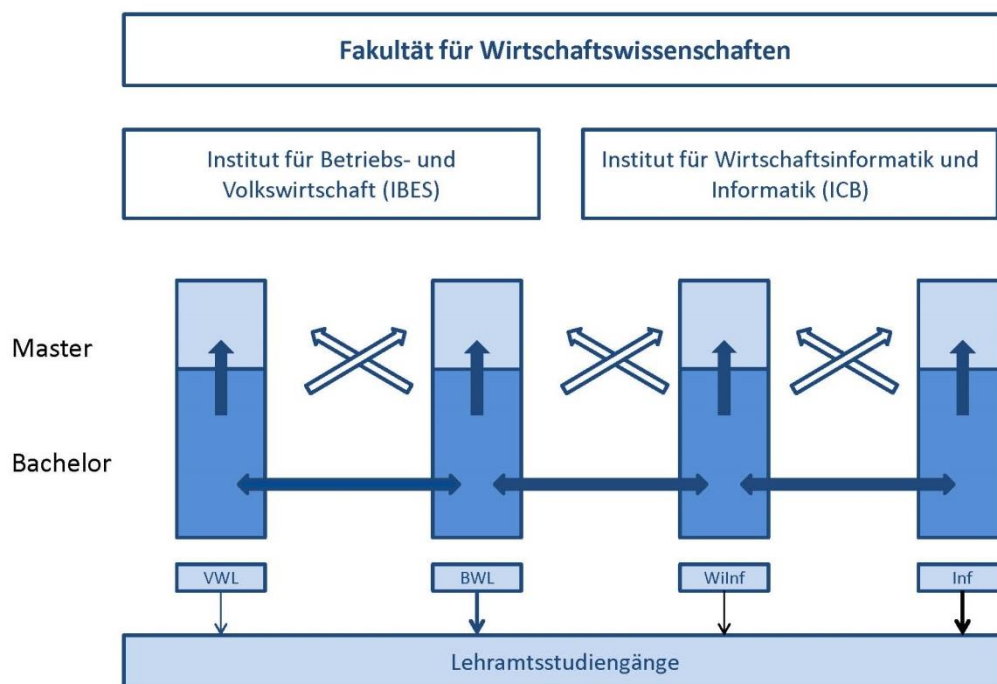 Fakultät für Wirtschaftswissenschaften
Institut für Betriebs- und
Volkswirtschaft (IBES)
Institut für Wirtschaftsinformatik und
Informatik (ICB)
Master
Bachelor
VWL
BWL
WiInf
Inf
Lehramtsstudiengänge